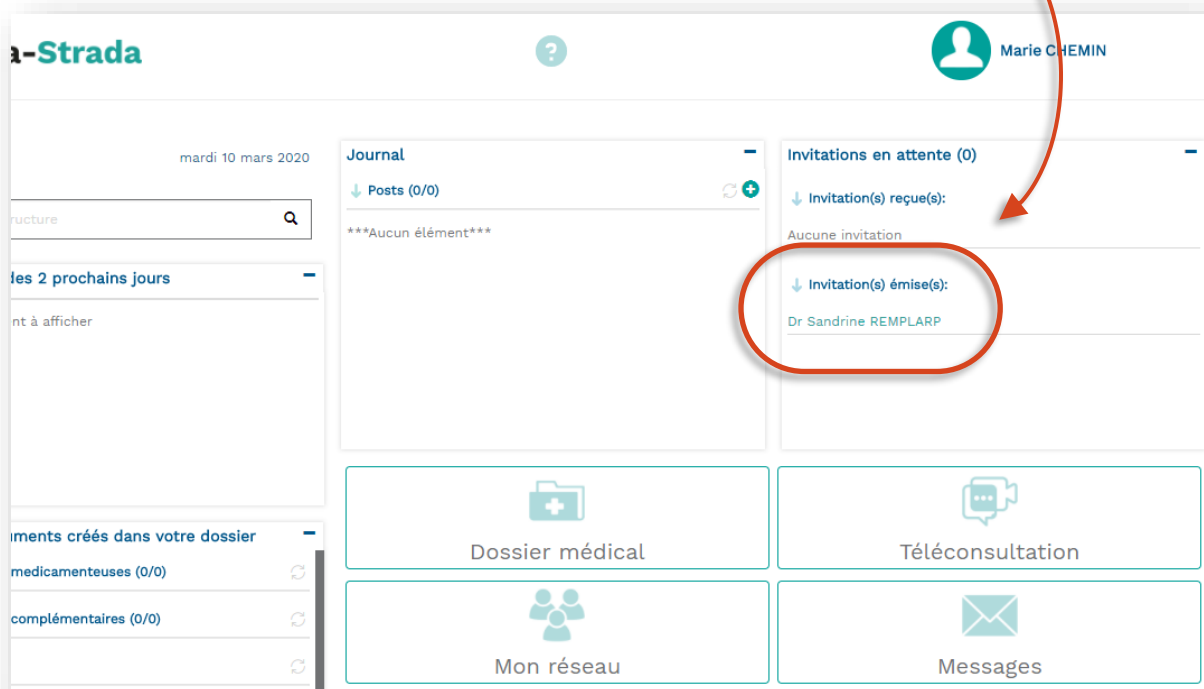 a-Strada
?
Marie CHEMIN
mardi 10 mars 2020
ructure
des 2 prochains jours
nt à afficher
uments créés dans votre dossier
medicamenteuses (0/0)
complémentaires (0/0)
Journal
Posts (0/0)
***Aucun élément***
Invitations en attente (0)
Invitation(s) reçue(s):
Aucune invitation
Invitation(s) émise(s):
Dr Sandrine REMPLARP
Dossier médical
Téléconsultation
Mon réseau
Messages